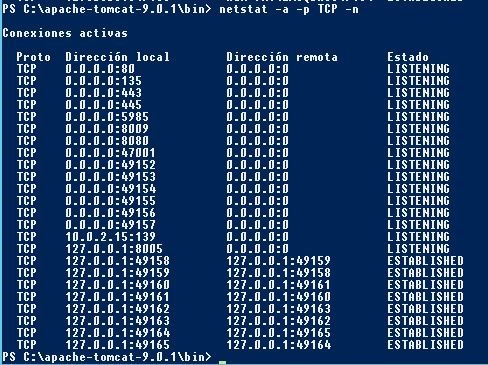 PS C:\apache-tomcat-9.0.1\bin> netstat -a -p TCP -n
Conexiones activas
Proto Dirección local Dirección remota Estado
TCP 0.0.0.0:80 0.0.0.0:0 LISTENING
TCP 0.0.0.0:135 0.0.0.0:0 LISTENING
TCP 0.0.0.0:443 0.0.0.0:0 LISTENING
TCP 0.0.0.0:445 0.0.0.0:0 LISTENING
TCP 0.0.0.0:5985 0.0.0.0:0 LISTENING
TCP 0.0.0.0:8009 0.0.0.0:0 LISTENING
TCP 0.0.0.0:8080 0.0.0.0:0 LISTENING
TCP 0.0.0.0:47001 0.0.0.0:0 LISTENING
TCP 0.0.0.0:49152 0.0.0.0:0 LISTENING
TCP 0.0.0.0:49153 0.0.0.0:0 LISTENING
TCP 0.0.0.0:49154 0.0.0.0:0 LISTENING
TCP 0.0.0.0:49155 0.0.0.0:0 LISTENING
TCP 0.0.0.0:49156 0.0.0.0:0 LISTENING
TCP 0.0.0.0:49157 0.0.0.0:0 LISTENING
TCP 10.0.2.15:139 0.0.0.0:0 LISTENING
TCP 127.0.0.1:8005 0.0.0.0:0 LISTENING
TCP 127.0.0.1:49158 127.0.0.1:49159 ESTABLISHED
TCP 127.0.0.1:49159 127.0.0.1:49158 ESTABLISHED
TCP 127.0.0.1:49160 127.0.0.1:49161 ESTABLISHED
TCP 127.0.0.1:49161 127.0.0.1:49160 ESTABLISHED
TCP 127.0.0.1:49162 127.0.0.1:49163 ESTABLISHED
TCP 127.0.0.1:49163 127.0.0.1:49162 ESTABLISHED
TCP 127.0.0.1:49164 127.0.0.1:49165 ESTABLISHED
TCP 127.0.0.1:49165 127.0.0.1:49164 ESTABLISHED
PS C:\apache-tomcat-9.0.1\bin> _